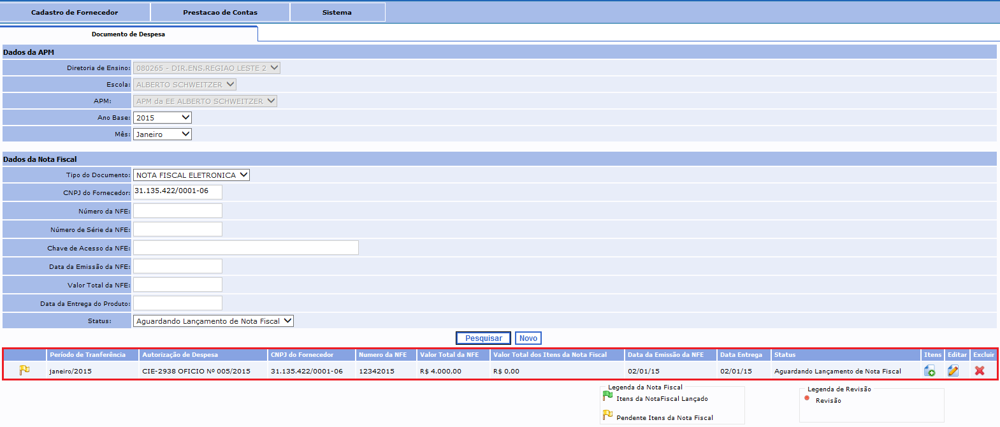 Cadastro de Fornecedor Prestacao de Contas Sistema
Documento de Despesa
Dados da APM
Diretoria de Ensino: 080265 - DIR.ENS.REGIAO LESTE 2
Escola: ALBERTO SCHWEITZER
APM: APM da EE ALBERTO SCHWEITZER
Ano Base: 2015
Mês: Janeiro
Dados da Nota Fiscal
Tipo do Documento: NOTA FISCAL ELETRONICA
CNPJ do Fornecedor: 31.135.422/0001-06
Número da NFE:
Número de Série da NFE:
Chave de Acesso da NFE:
Data da Emissão da NFE:
Valor Total da NFE:
Data da Entrega do Produto:
Status: Aguardando Lançamento de Nota Fiscal
Pesquisar Novo
Período de Tranferência Autorização de Despesa CNPJ do Fornecedor Numero da NFE Valor Total da NFE Valor Total dos Itens da Nota Fiscal Data da Emissão da NFE Data Entrega Status Itens Editar Excluir
janeiro/2015 CIE-2938 OFICIO Nº 005/2015 31.135.422/0001-06 12342015 R$ 4.000,00 R$ 0,00 02/01/15 02/01/15 Aguardando Lançamento de Nota Fiscal
Legenda da Nota Fiscal Legenda de Revisão
Itens da NotaFiscal Lançado Revisão
Pendente Itens da Nota Fiscal